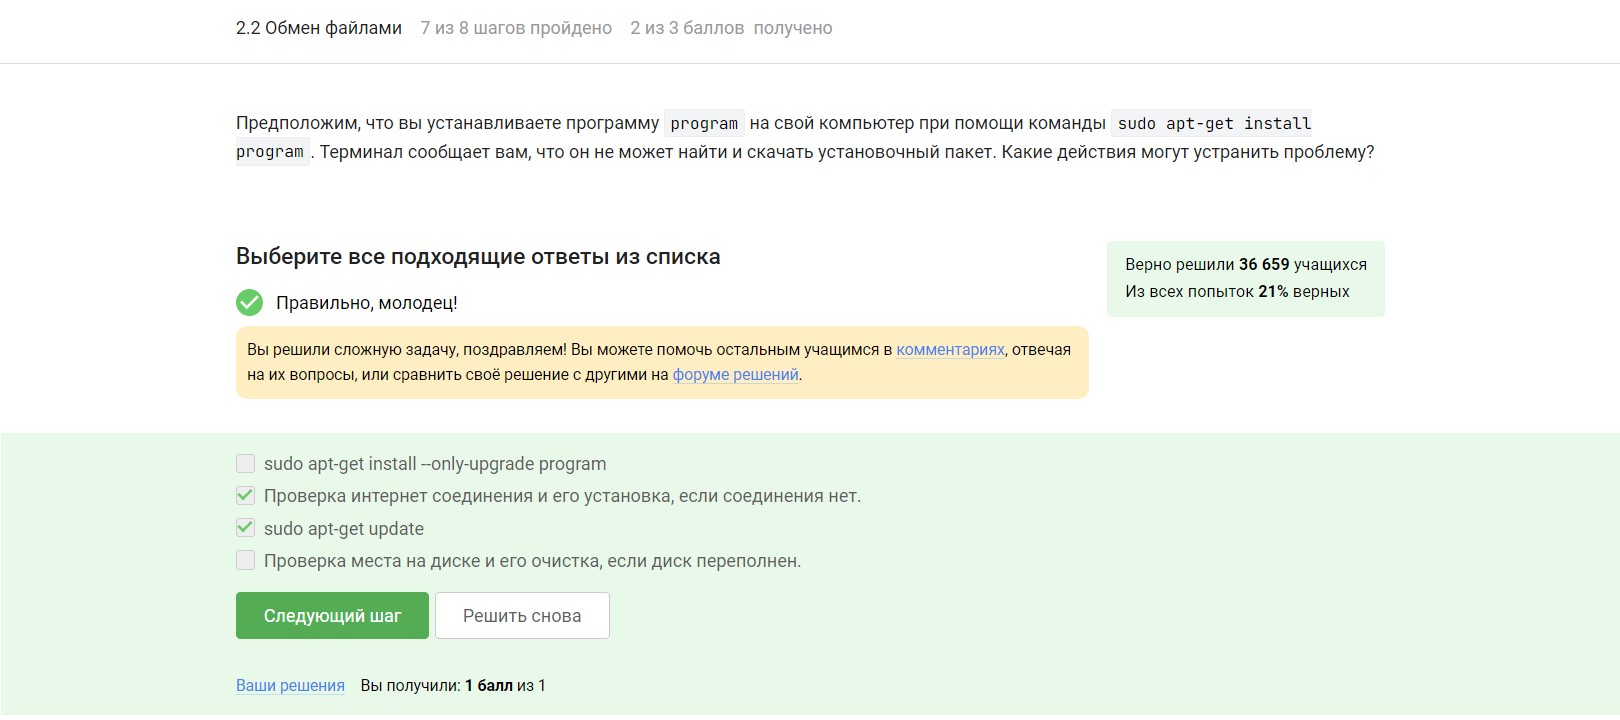 2.2 Обмен файлами 7 из 8 шагов пройдено 2 из 3 баллов получено
Предположим, что вы устанавливаете программу program на свой компьютер при помощи команды sudo apt-get install
program. Терминал сообщает вам, что он не может найти и скачать установочный пакет. Какие действия могут устранить проблему?
Выберите все подходящие ответы из списка
Верно решили 36 659 учащихся
Из всех попыток 21% верных
Правильно, молодец!
Вы решили сложную задачу, поздравляем! Вы можете помочь остальным учащимся в комментариях, отвечая
на их вопросы, или сравнить своё решение с другими на форуме решений.
sudo apt-get install --only-upgrade program
Проверка интернет соединения и его установка, если соединения нет.
sudo apt-get update
Проверка места на диске и его очистка, если диск переполнен.
Следующий шаг Решить снова
Ваши решения Вы получили: 1 балл из 1